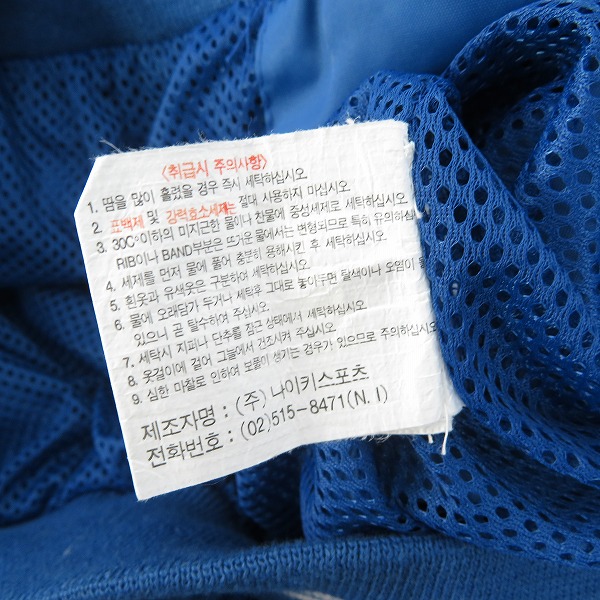 〈취급시 주의사항〉
1. 땀을 많이 흘렸을 경우 즉시 세탁하십시오.
2. 표백제 및 강력효소세제는 절대 사용하지 마십시오.
3. 30C°이하의 미지근한 물이나 찬물에 중성세제로 세탁하십시오.
RIB이나 BAND부분은 뜨거운 물에서는 변형되므로 특히 유의하십
4. 세제를 먼저 물에 풀어 충분히 용해시킨 후 세탁하십시오.
5. 흰옷과 유색옷은 구분하여 세탁하십시오.
6. 물에 오래담가 두거나 세탁후 그대로 놓아두면 탈색이나 오염이
있으니 곧 탈수하여 주십시오.
7. 세탁시 지퍼나 단추를 잠근 상태에서 세탁하십시오.
8. 옷걸이에 걸어 그늘에서 건조시켜 주십시오.
9. 심한 마찰로 인하여 보풀이 생기는 경우가 있으므로 주의하십시오
제조자명 : (주) 나이키스포츠
전화번호 : (02)515-8471(N.I)